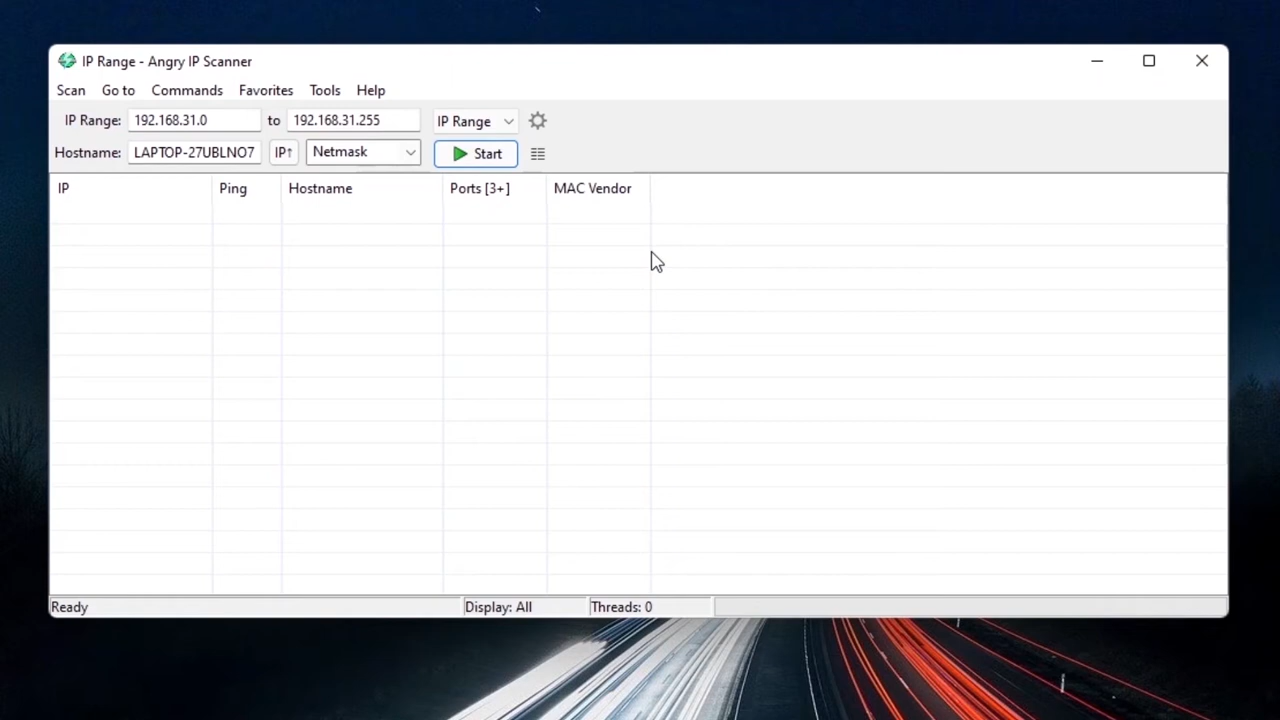 IP Range - Angry IP Scanner
Scan Go to Commands Favorites Tools Help
IP Range: 192.168.31.0 to 192.168.31.255 IP Range
Hostname: LAPTOP-27UBLNO7 IP↑ Netmask Start
IP Ping Hostname Ports [3+] MAC Vendor
Ready Display: All Threads: 0